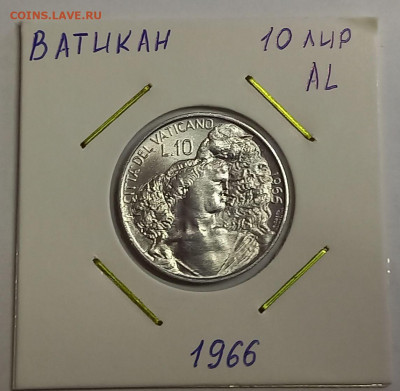 COINS.LAVE.RU
ВАТИКАН
10 ЛИР
AL
CITTA DEL VATICANO
L.10
1966
1966